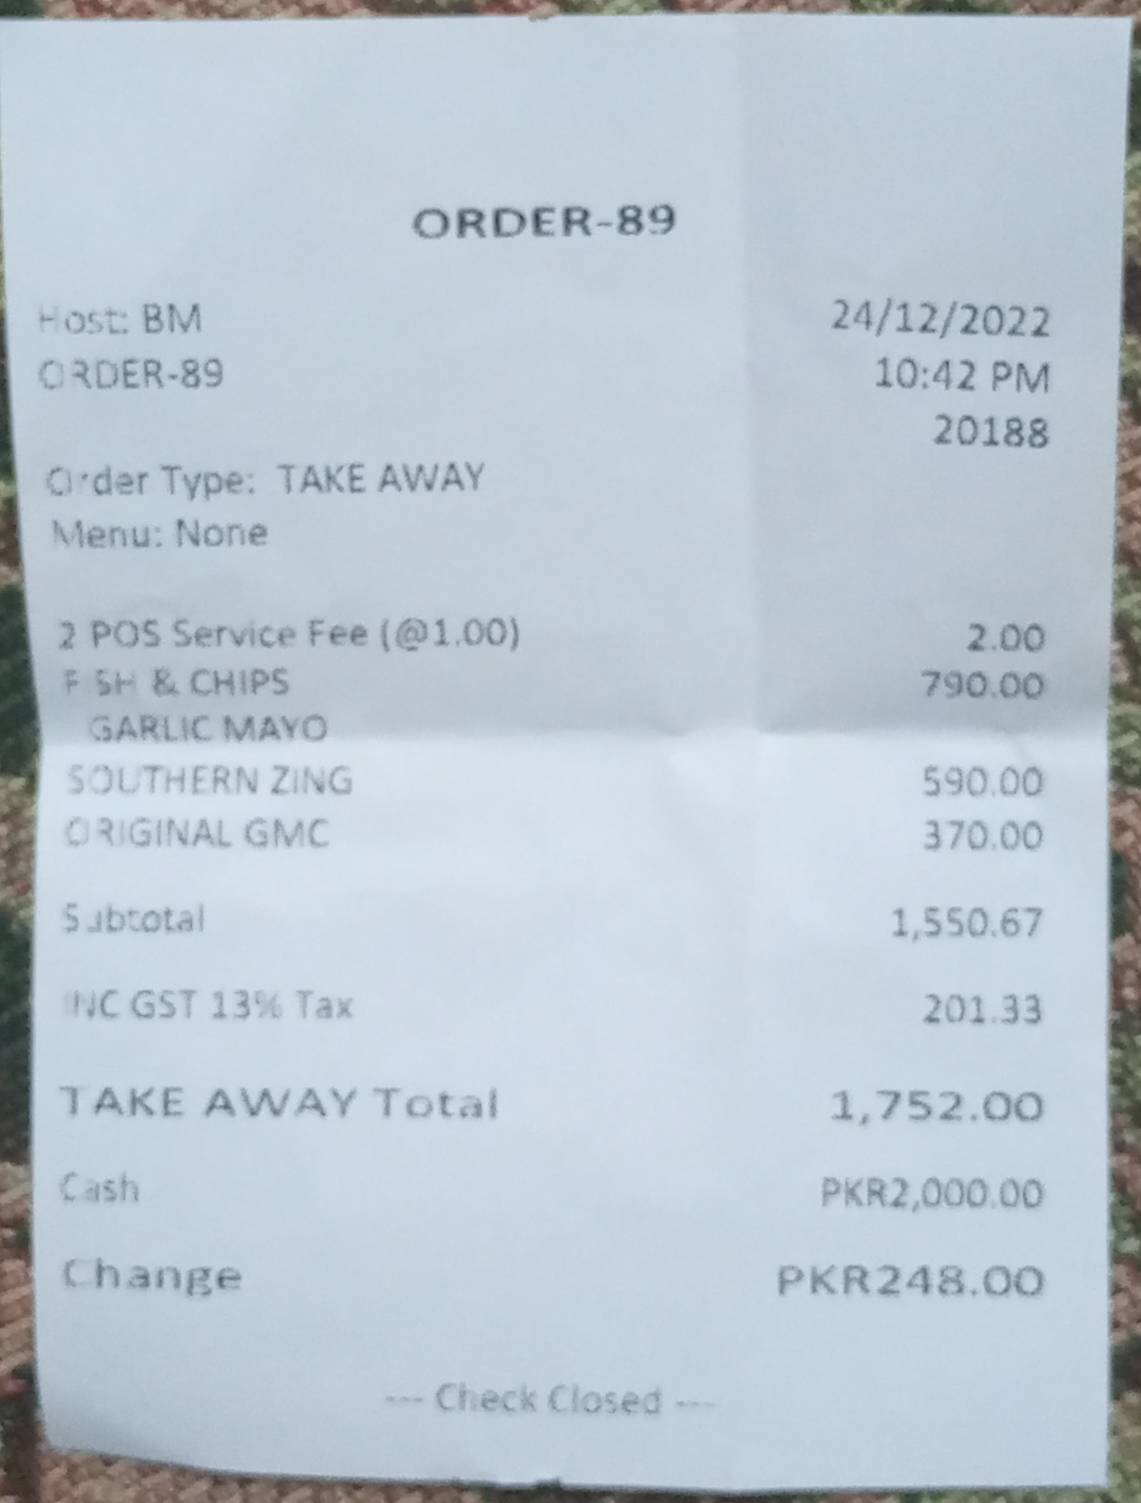 ORDER-89
Host: BM 24/12/2022
ORDER-89 10:42 PM
20188
Order Type: TAKE AWAY
Menu: None
2 POS Service Fee (@1.00) 2.00
FISH & CHIPS 790.00
GARLIC MAYO
SOUTHERN ZING 590.00
ORIGINAL GMC 370.00
Subtotal 1,550.67
INC GST 13% Tax 201.33
TAKE AWAY Total 1,752.00
Cash PKR2,000.00
Change PKR248.00
--- Check Closed ---